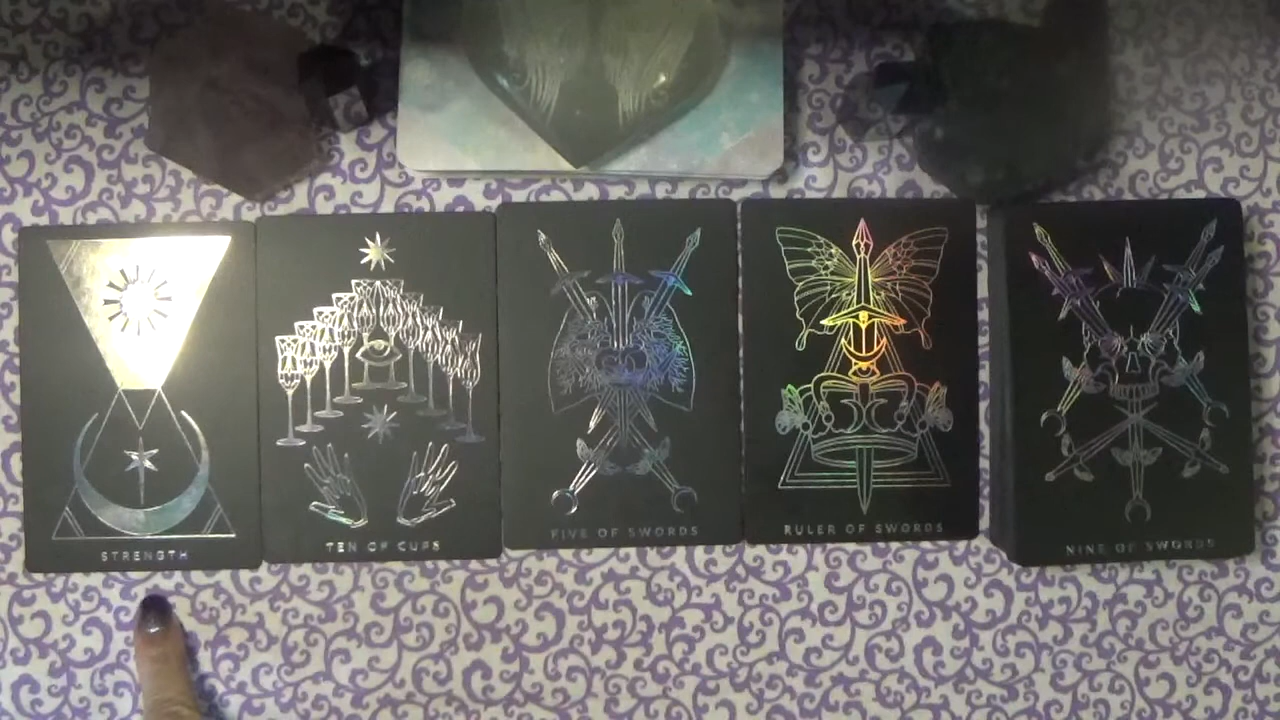 STRENGTH
TEN OF CUPS
FIVE OF SWORDS
RULER OF SWORDS
NINE OF SWORDS